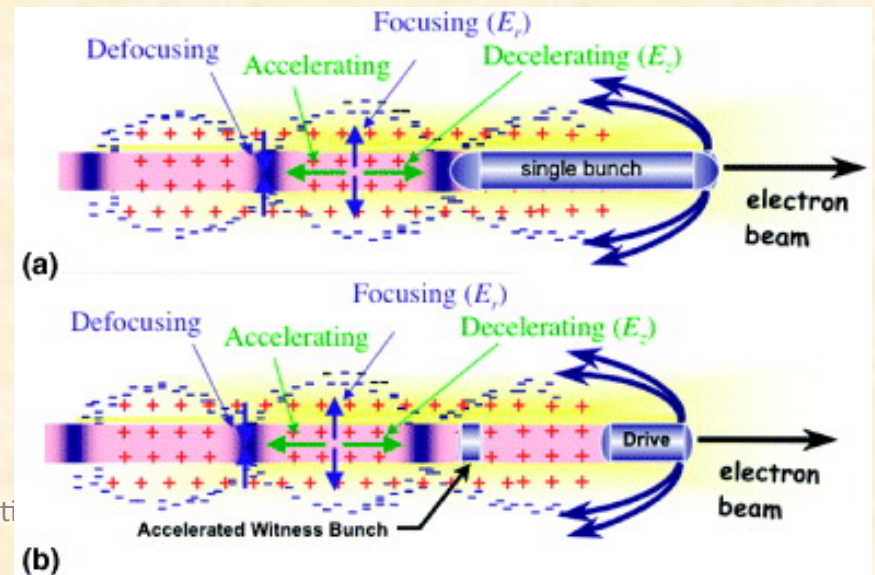 Focusing (Er)
Defocusing
Accelerating
Decelerating (Ez)
single bunch
electron
beam
(a)
Focusing (Er)
Defocusing
Accelerating
Decelerating (Ez)
Drive
electron
beam
ti
Accelerated Witness Bunch
(b)